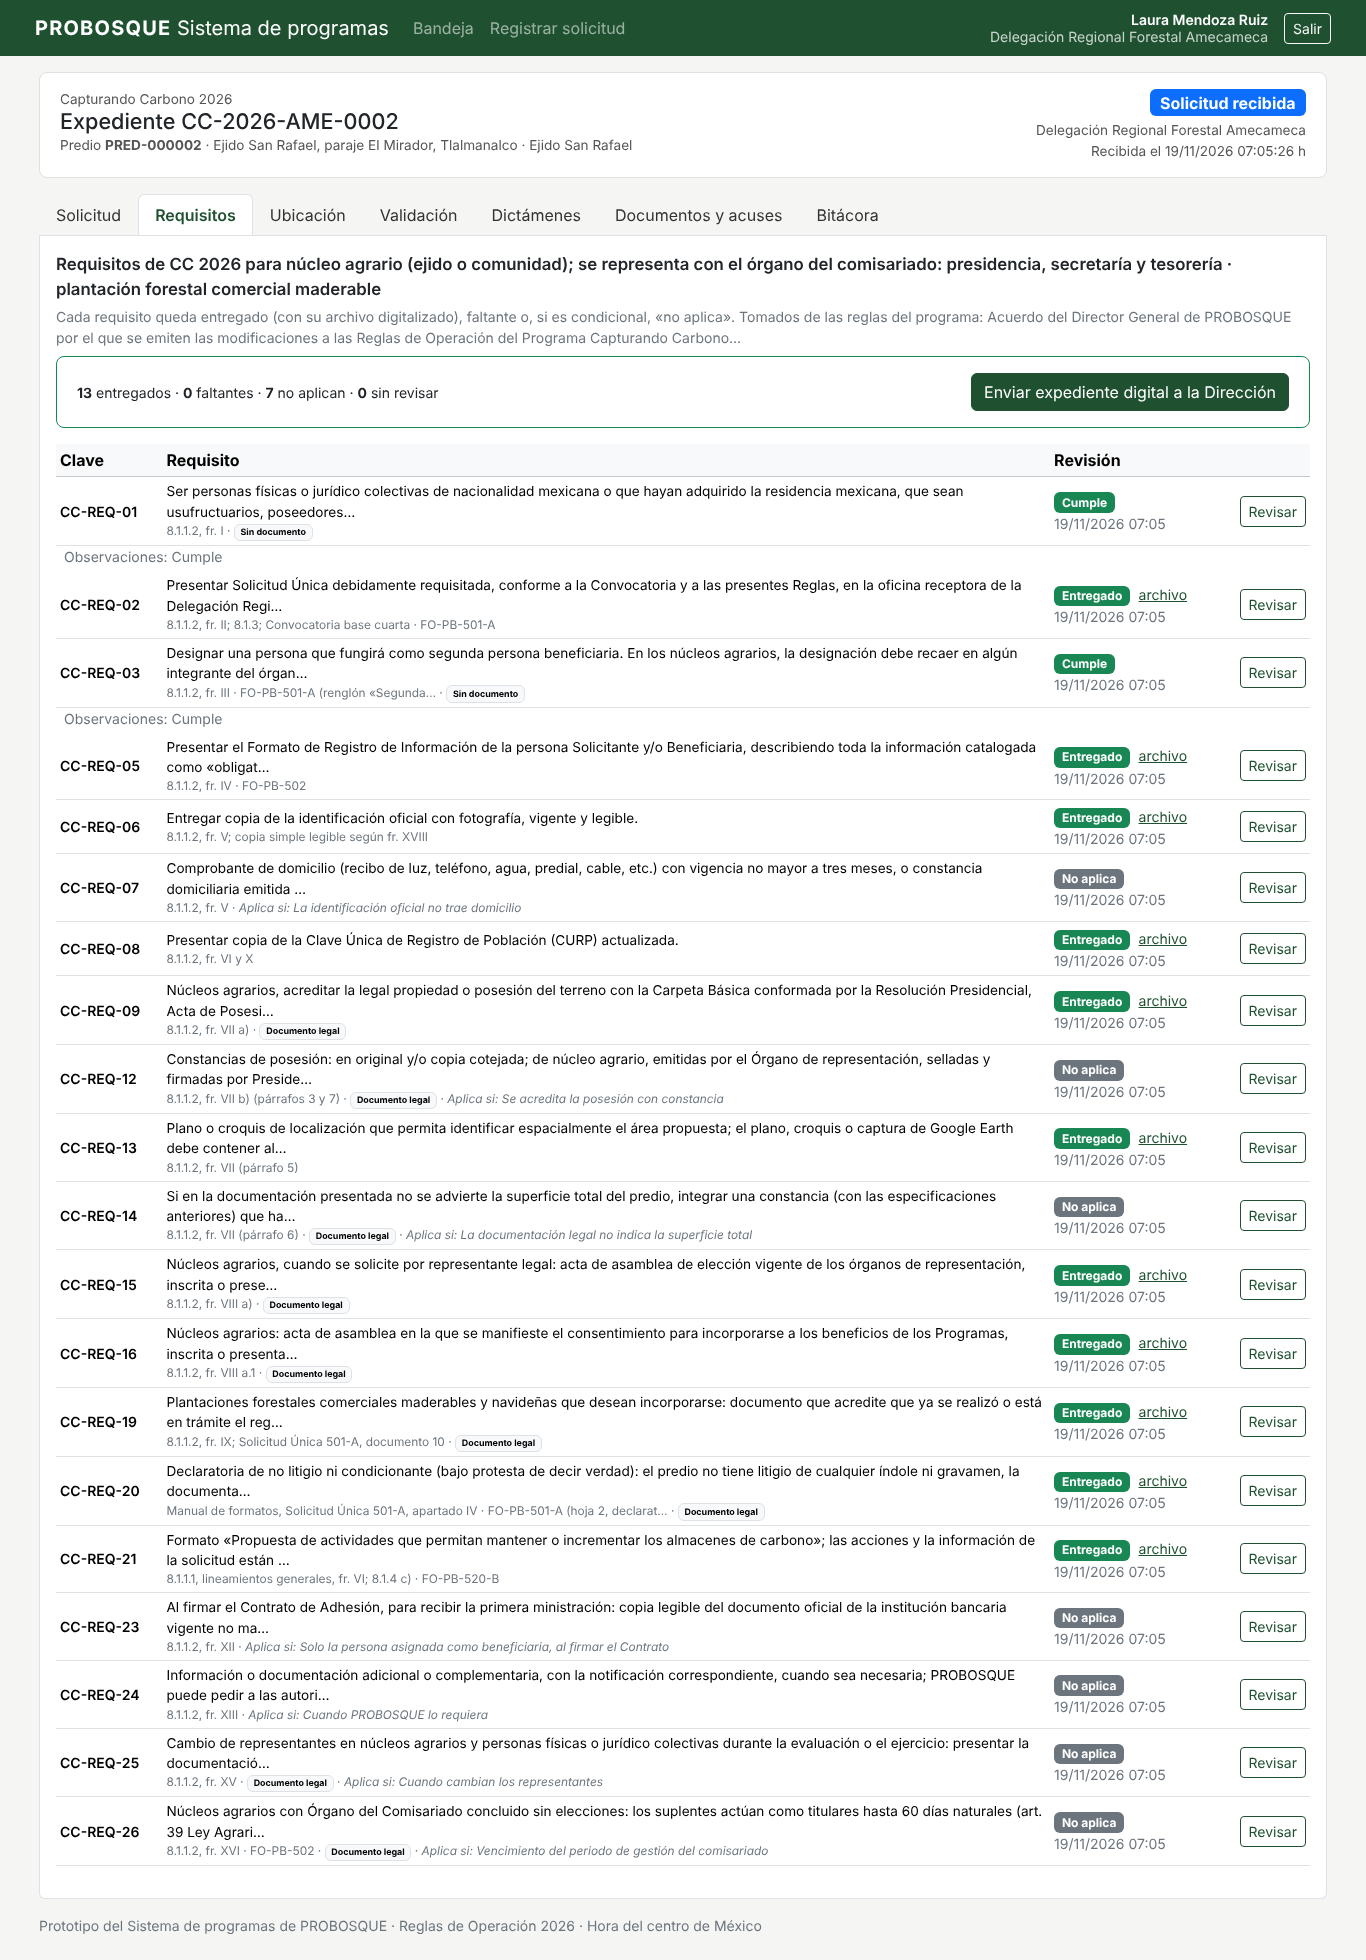 PROBOSQUE Sistema de programas Bandeja Registrar solicitud
Laura Mendoza Ruiz
Delegación Regional Forestal Amecameca
Salir
Capturando Carbono 2026
Expediente CC-2026-AME-0002
Predio PRED-000002 · Ejido San Rafael, paraje El Mirador, Tlalmanalco · Ejido San Rafael
Solicitud recibida
Delegación Regional Forestal Amecameca
Recibida el 19/11/2026 07:05:26 h
Solicitud Requisitos Ubicación Validación Dictámenes Documentos y acuses Bitácora
Requisitos de CC 2026 para núcleo agrario (ejido o comunidad); se representa con el órgano del comisariado: presidencia, secretaría y tesorería ·
plantación forestal comercial maderable
Cada requisito queda entregado (con su archivo digitalizado), faltante o, si es condicional, «no aplica». Tomados de las reglas del programa: Acuerdo del Director General de PROBOSQUE
por el que se emiten las modificaciones a las Reglas de Operación del Programa Capturando Carbono...
13 entregados · 0 faltantes · 7 no aplican · 0 sin revisar
Enviar expediente digital a la Dirección
Clave Requisito Revisión
CC-REQ-01
Ser personas físicas o jurídico colectivas de nacionalidad mexicana o que hayan adquirido la residencia mexicana, que sean
usufructuarios, poseedores...
8.1.1.2, fr. I · Sin documento
Cumple
19/11/2026 07:05
Revisar
Observaciones: Cumple
CC-REQ-02
Presentar Solicitud Única debidamente requisitada, conforme a la Convocatoria y a las presentes Reglas, en la oficina receptora de la
Delegación Regi...
8.1.1.2, fr. II; 8.1.3; Convocatoria base cuarta · FO-PB-501-A
Entregado archivo
19/11/2026 07:05
Revisar
CC-REQ-03
Designar una persona que fungirá como segunda persona beneficiaria. En los núcleos agrarios, la designación debe recaer en algún
integrante del órgan...
8.1.1.2, fr. III · FO-PB-501-A (renglón «Segunda... · Sin documento
Cumple
19/11/2026 07:05
Revisar
Observaciones: Cumple
CC-REQ-05
Presentar el Formato de Registro de Información de la persona Solicitante y/o Beneficiaria, describiendo toda la información catalogada
como «obligat...
8.1.1.2, fr. IV · FO-PB-502
Entregado archivo
19/11/2026 07:05
Revisar
CC-REQ-06
Entregar copia de la identificación oficial con fotografía, vigente y legible.
8.1.1.2, fr. V; copia simple legible según fr. XVIII
Entregado archivo
19/11/2026 07:05
Revisar
CC-REQ-07
Comprobante de domicilio (recibo de luz, teléfono, agua, predial, cable, etc.) con vigencia no mayor a tres meses, o constancia
domiciliaria emitida ...
8.1.1.2, fr. V · Aplica si: La identificación oficial no trae domicilio
No aplica
19/11/2026 07:05
Revisar
CC-REQ-08
Presentar copia de la Clave Única de Registro de Población (CURP) actualizada.
8.1.1.2, fr. VI y X
Entregado archivo
19/11/2026 07:05
Revisar
CC-REQ-09
Núcleos agrarios, acreditar la legal propiedad o posesión del terreno con la Carpeta Básica conformada por la Resolución Presidencial,
Acta de Posesi...
8.1.1.2, fr. VII a) · Documento legal
Entregado archivo
19/11/2026 07:05
Revisar
CC-REQ-12
Constancias de posesión: en original y/o copia cotejada; de núcleo agrario, emitidas por el Órgano de representación, selladas y
firmadas por Preside...
8.1.1.2, fr. VII b) (párrafos 3 y 7) · Documento legal · Aplica si: Se acredita la posesión con constancia
No aplica
19/11/2026 07:05
Revisar
CC-REQ-13
Plano o croquis de localización que permita identificar espacialmente el área propuesta; el plano, croquis o captura de Google Earth
debe contener al...
8.1.1.2, fr. VII (párrafo 5)
Entregado archivo
19/11/2026 07:05
Revisar
CC-REQ-14
Si en la documentación presentada no se advierte la superficie total del predio, integrar una constancia (con las especificaciones
anteriores) que ha...
8.1.1.2, fr. VII (párrafo 6) · Documento legal · Aplica si: La documentación legal no indica la superficie total
No aplica
19/11/2026 07:05
Revisar
CC-REQ-15
Núcleos agrarios, cuando se solicite por representante legal: acta de asamblea de elección vigente de los órganos de representación,
inscrita o prese...
8.1.1.2, fr. VIII a) · Documento legal
Entregado archivo
19/11/2026 07:05
Revisar
CC-REQ-16
Núcleos agrarios: acta de asamblea en la que se manifieste el consentimiento para incorporarse a los beneficios de los Programas,
inscrita o presenta...
8.1.1.2, fr. VIII a.1 · Documento legal
Entregado archivo
19/11/2026 07:05
Revisar
CC-REQ-19
Plantaciones forestales comerciales maderables y navideñas que desean incorporarse: documento que acredite que ya se realizó o está
en trámite el reg...
8.1.1.2, fr. IX; Solicitud Única 501-A, documento 10 · Documento legal
Entregado archivo
19/11/2026 07:05
Revisar
CC-REQ-20
Declaratoria de no litigio ni condicionante (bajo protesta de decir verdad): el predio no tiene litigio de cualquier índole ni gravamen, la
documenta...
Manual de formatos, Solicitud Única 501-A, apartado IV · FO-PB-501-A (hoja 2, declarat... · Documento legal
Entregado archivo
19/11/2026 07:05
Revisar
CC-REQ-21
Formato «Propuesta de actividades que permitan mantener o incrementar los almacenes de carbono»; las acciones y la información de
la solicitud están ...
8.1.1.1, lineamientos generales, fr. VI; 8.1.4 c) · FO-PB-520-B
Entregado archivo
19/11/2026 07:05
Revisar
CC-REQ-23
Al firmar el Contrato de Adhesión, para recibir la primera ministración: copia legible del documento oficial de la institución bancaria
vigente no ma...
8.1.1.2, fr. XII · Aplica si: Solo la persona asignada como beneficiaria, al firmar el Contrato
No aplica
19/11/2026 07:05
Revisar
CC-REQ-24
Información o documentación adicional o complementaria, con la notificación correspondiente, cuando sea necesaria; PROBOSQUE
puede pedir a las autori...
8.1.1.2, fr. XIII · Aplica si: Cuando PROBOSQUE lo requiera
No aplica
19/11/2026 07:05
Revisar
CC-REQ-25
Cambio de representantes en núcleos agrarios y personas físicas o jurídico colectivas durante la evaluación o el ejercicio: presentar la
documentació...
8.1.1.2, fr. XV · Documento legal · Aplica si: Cuando cambian los representantes
No aplica
19/11/2026 07:05
Revisar
CC-REQ-26
Núcleos agrarios con Órgano del Comisariado concluido sin elecciones: los suplentes actúan como titulares hasta 60 días naturales (art.
39 Ley Agrari...
8.1.1.2, fr. XVI · FO-PB-502 · Documento legal · Aplica si: Vencimiento del periodo de gestión del comisariado
No aplica
19/11/2026 07:05
Revisar
Prototipo del Sistema de programas de PROBOSQUE · Reglas de Operación 2026 · Hora del centro de México